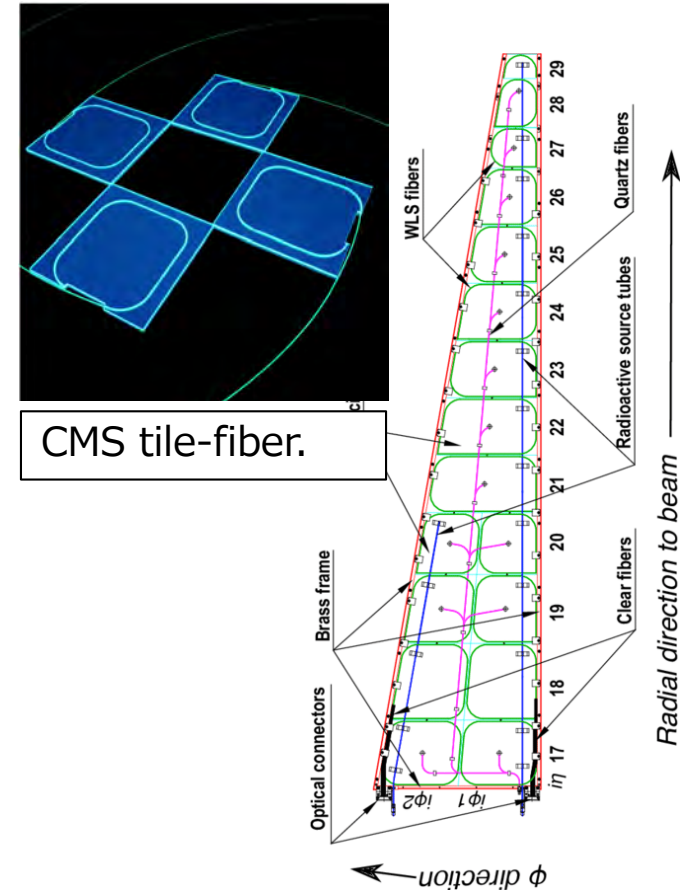 CMS tile-fiber.
WLS fibers
Quartz fibers
Radioactive source tubes
Brass frame
Clear fibers
Optical connectors
29
28
27
26
25
24
23
22
21
20
19
18
17
iη
iφ2
iφ1
Radial direction to beam
φ direction